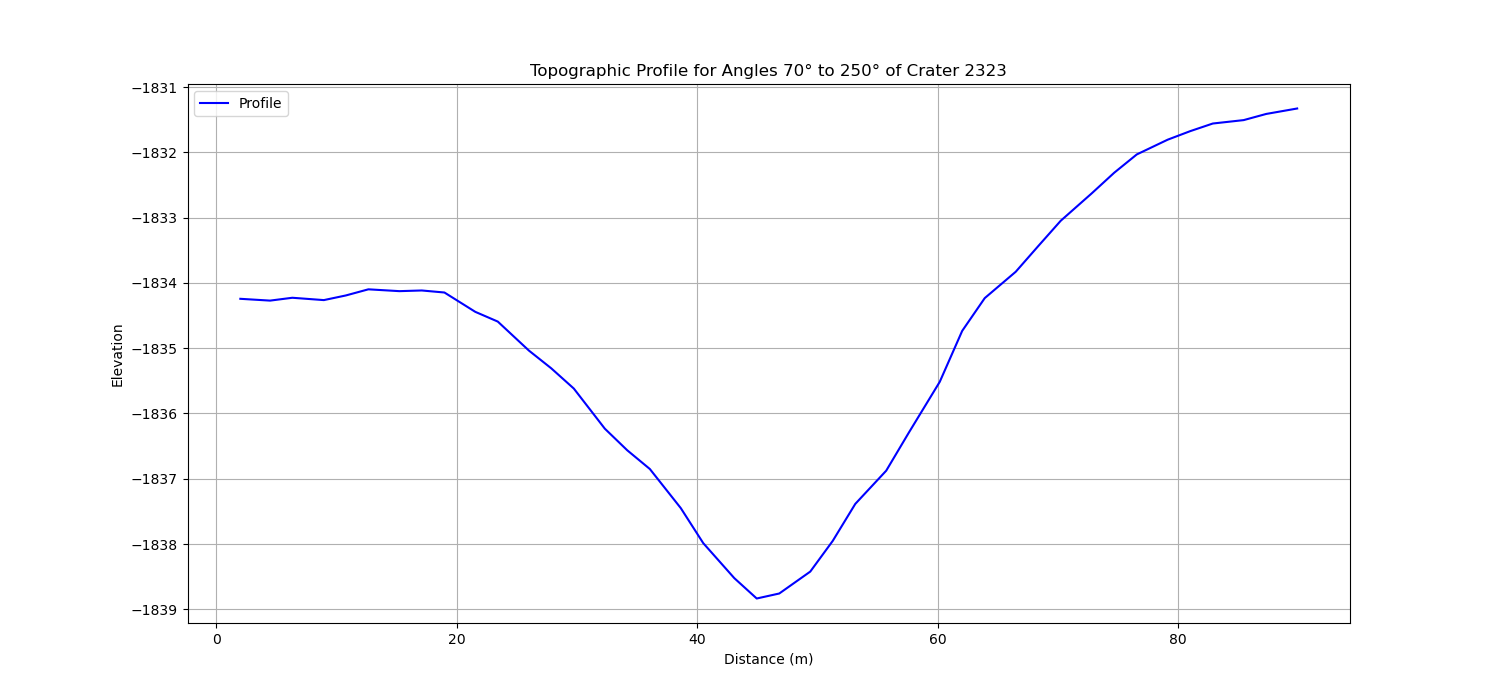 Topographic Profile for Angles 70° to 250° of Crater 2323
Profile
−1831
−1832
−1833
−1834
−1835
−1836
−1837
−1838
−1839
Elevation
0 20 40 60 80
Distance (m)